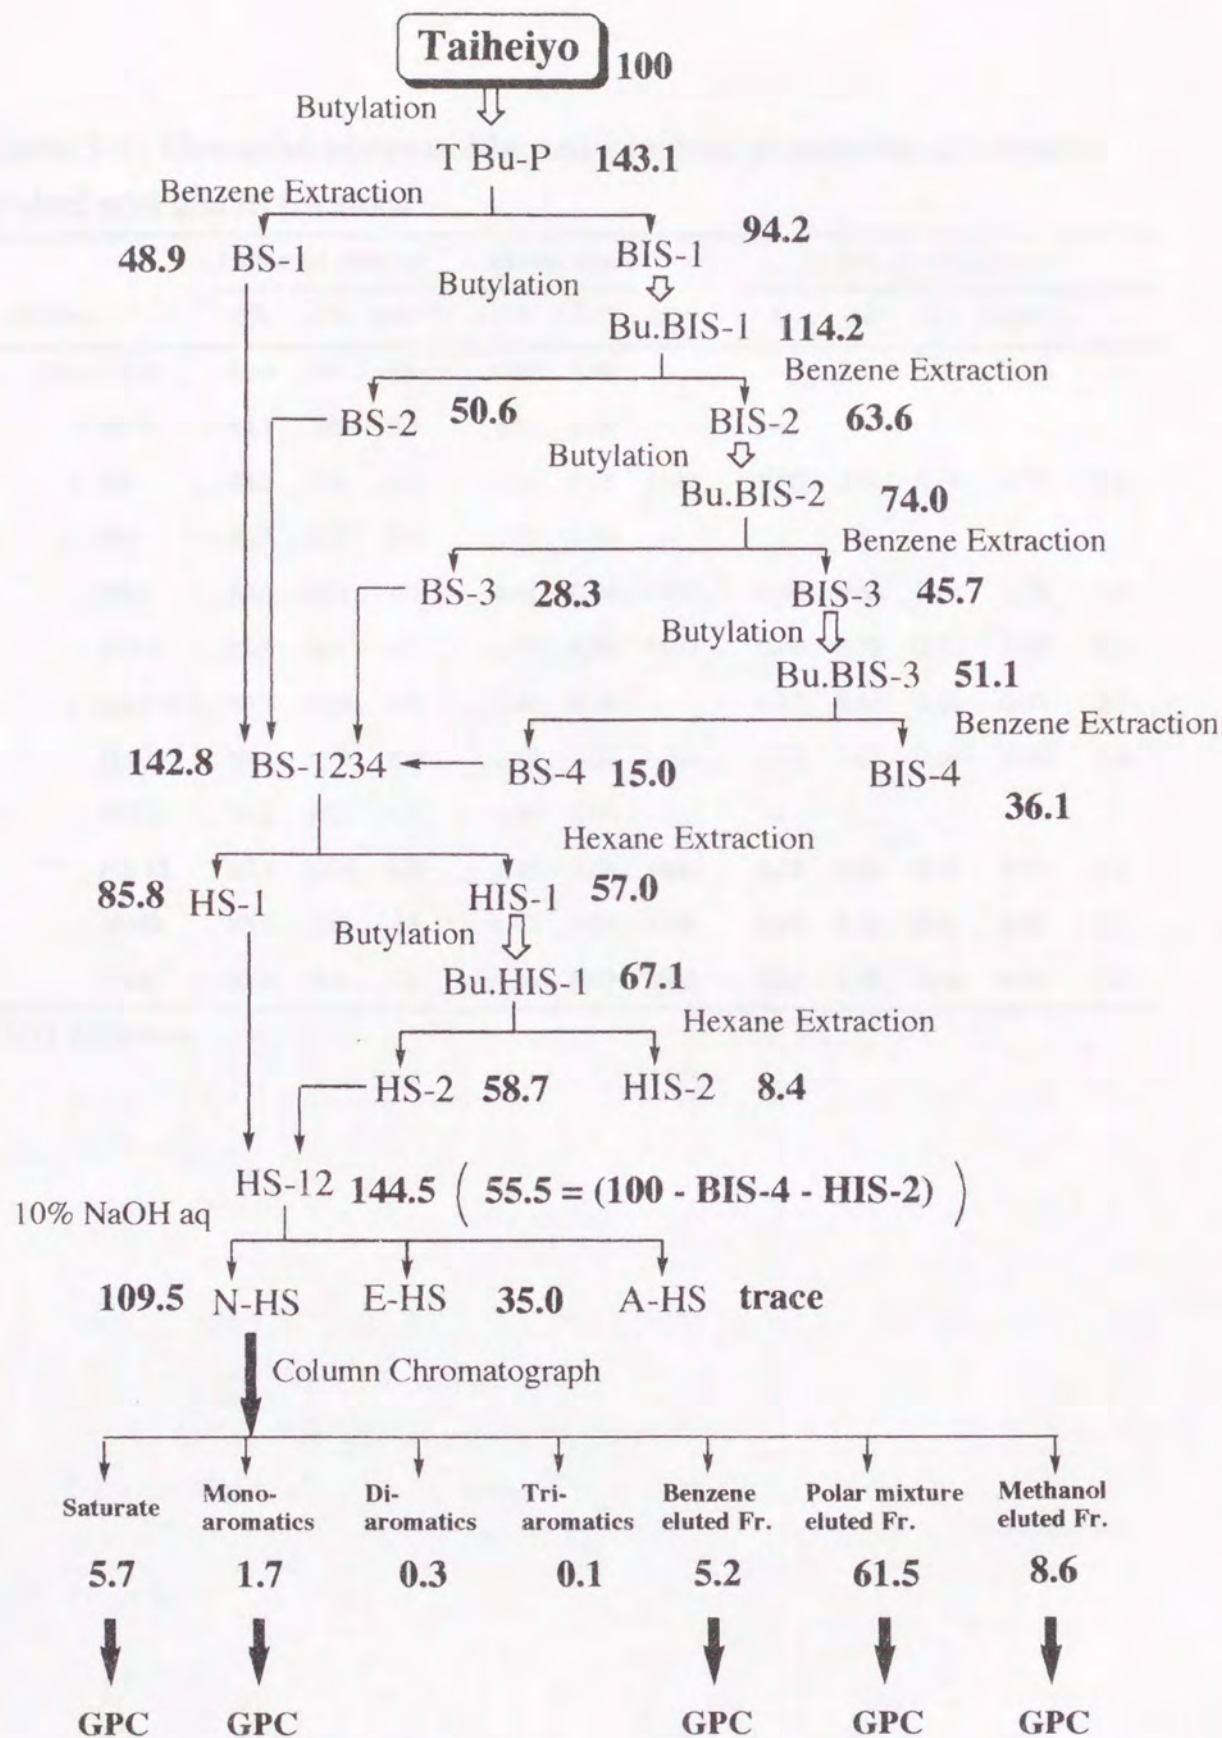 Taiheiyo 100
Butylation
T Bu-P 143.1
Benzene Extraction
48.9 BS-1
BIS-1 94.2
Butylation
Bu.BIS-1 114.2
Benzene Extraction
BS-2 50.6
BIS-2 63.6
Butylation
Bu.BIS-2 74.0
Benzene Extraction
BS-3 28.3
BIS-3 45.7
Butylation
Bu.BIS-3 51.1
Benzene Extraction
142.8 BS-1234
BS-4 15.0
BIS-4
36.1
Hexane Extraction
85.8 HS-1
HIS-1 57.0
Butylation
Bu.HIS-1 67.1
Hexane Extraction
HS-2 58.7
HIS-2 8.4
HS-12 144.5 ( 55.5 = (100 - BIS-4 - HIS-2) )
10% NaOH aq
109.5 N-HS
E-HS 35.0
A-HS trace
Column Chromatograph
Saturate
Mono-
aromatics
Di-
aromatics
Tri-
aromatics
Benzene
eluted Fr.
Polar mixture
eluted Fr.
Methanol
eluted Fr.
5.7 1.7 0.3 0.1 5.2 61.5 8.6
GPC GPC GPC GPC GPC